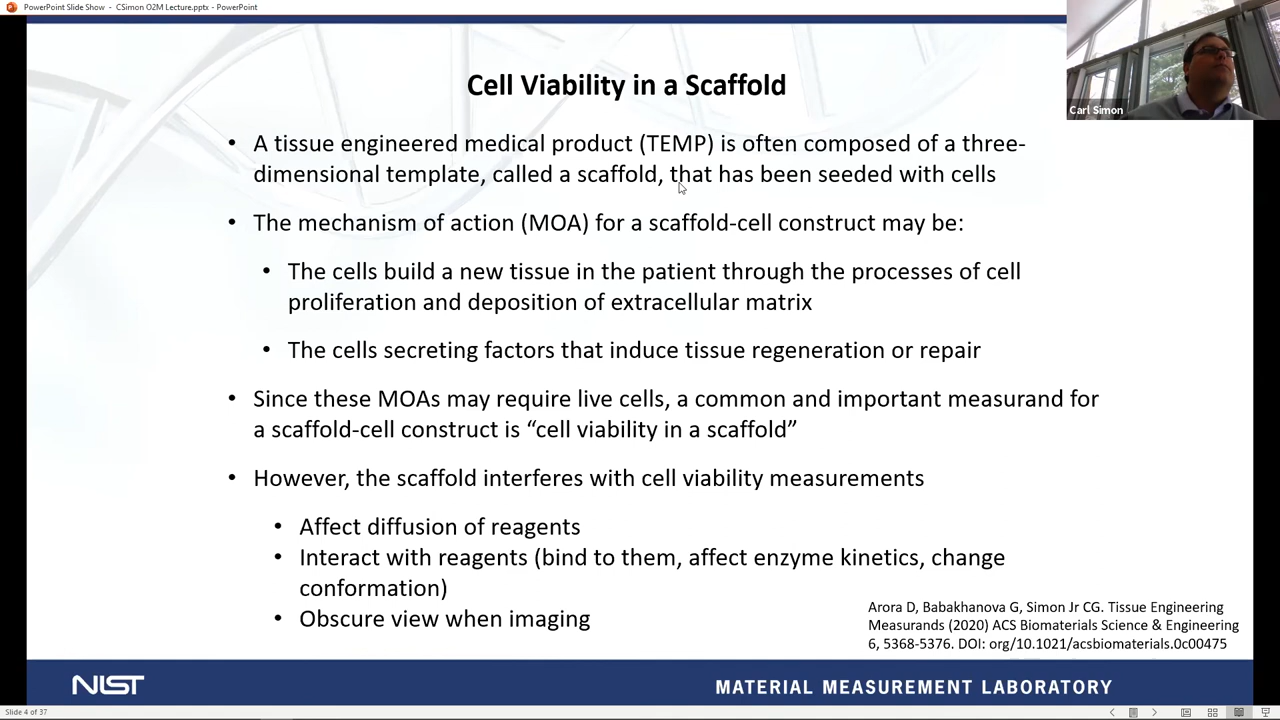 PowerPoint Slide Show - CSimon O2M Lecture.pptx - PowerPoint
Carl Simon
Cell Viability in a Scaffold
• A tissue engineered medical product (TEMP) is often composed of a three-
dimensional template, called a scaffold, that has been seeded with cells
• The mechanism of action (MOA) for a scaffold-cell construct may be:
• The cells build a new tissue in the patient through the processes of cell
proliferation and deposition of extracellular matrix
• The cells secreting factors that induce tissue regeneration or repair
• Since these MOAs may require live cells, a common and important measurand for
a scaffold-cell construct is “cell viability in a scaffold”
• However, the scaffold interferes with cell viability measurements
• Affect diffusion of reagents
• Interact with reagents (bind to them, affect enzyme kinetics, change
conformation)
• Obscure view when imaging
Arora D, Babakhanova G, Simon Jr CG. Tissue Engineering
Measurands (2020) ACS Biomaterials Science & Engineering
6, 5368-5376. DOI: org/10.1021/acsbiomaterials.0c00475
NIST
MATERIAL MEASUREMENT LABORATORY
Slide 4 of 37